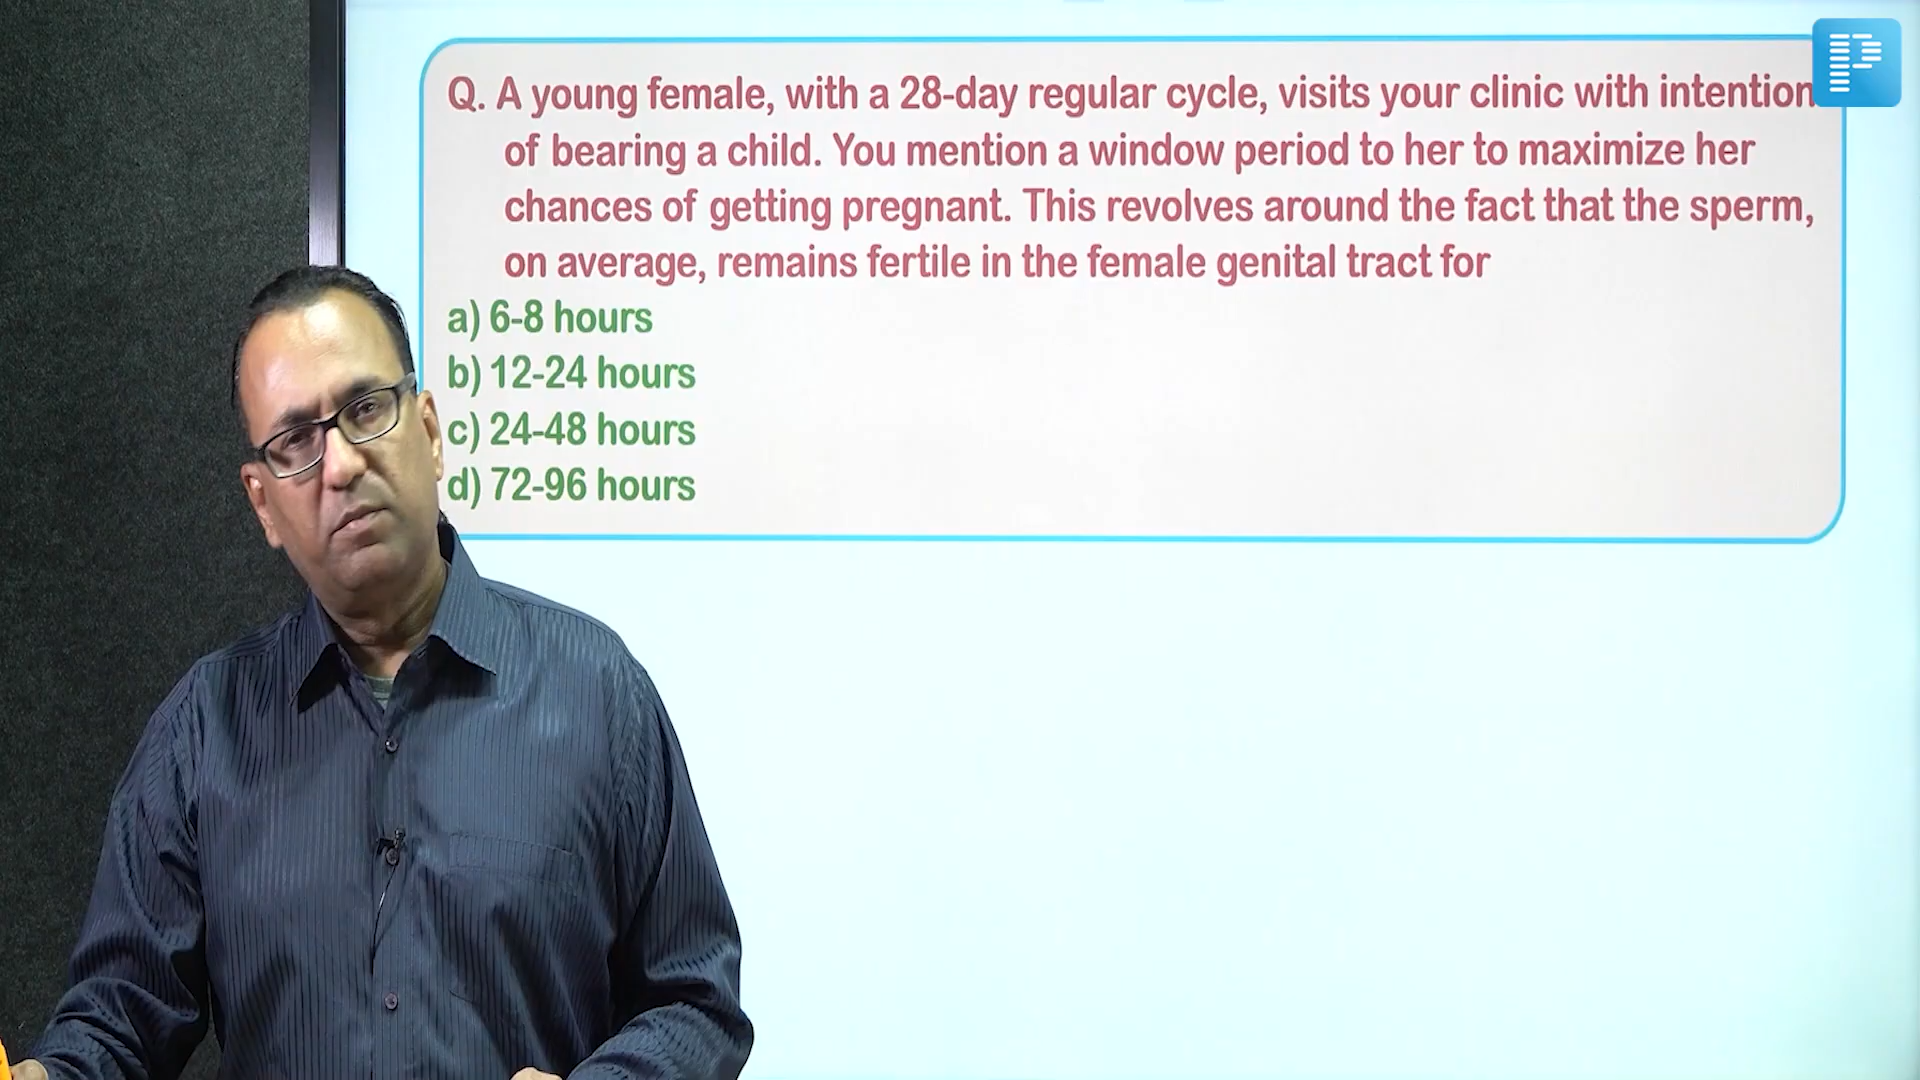 Q. A young female, with a 28-day regular cycle, visits your clinic with intention
of bearing a child. You mention a window period to her to maximize her
chances of getting pregnant. This revolves around the fact that the sperm,
on average, remains fertile in the female genital tract for
a) 6-8 hours
b) 12-24 hours
c) 24-48 hours
d) 72-96 hours